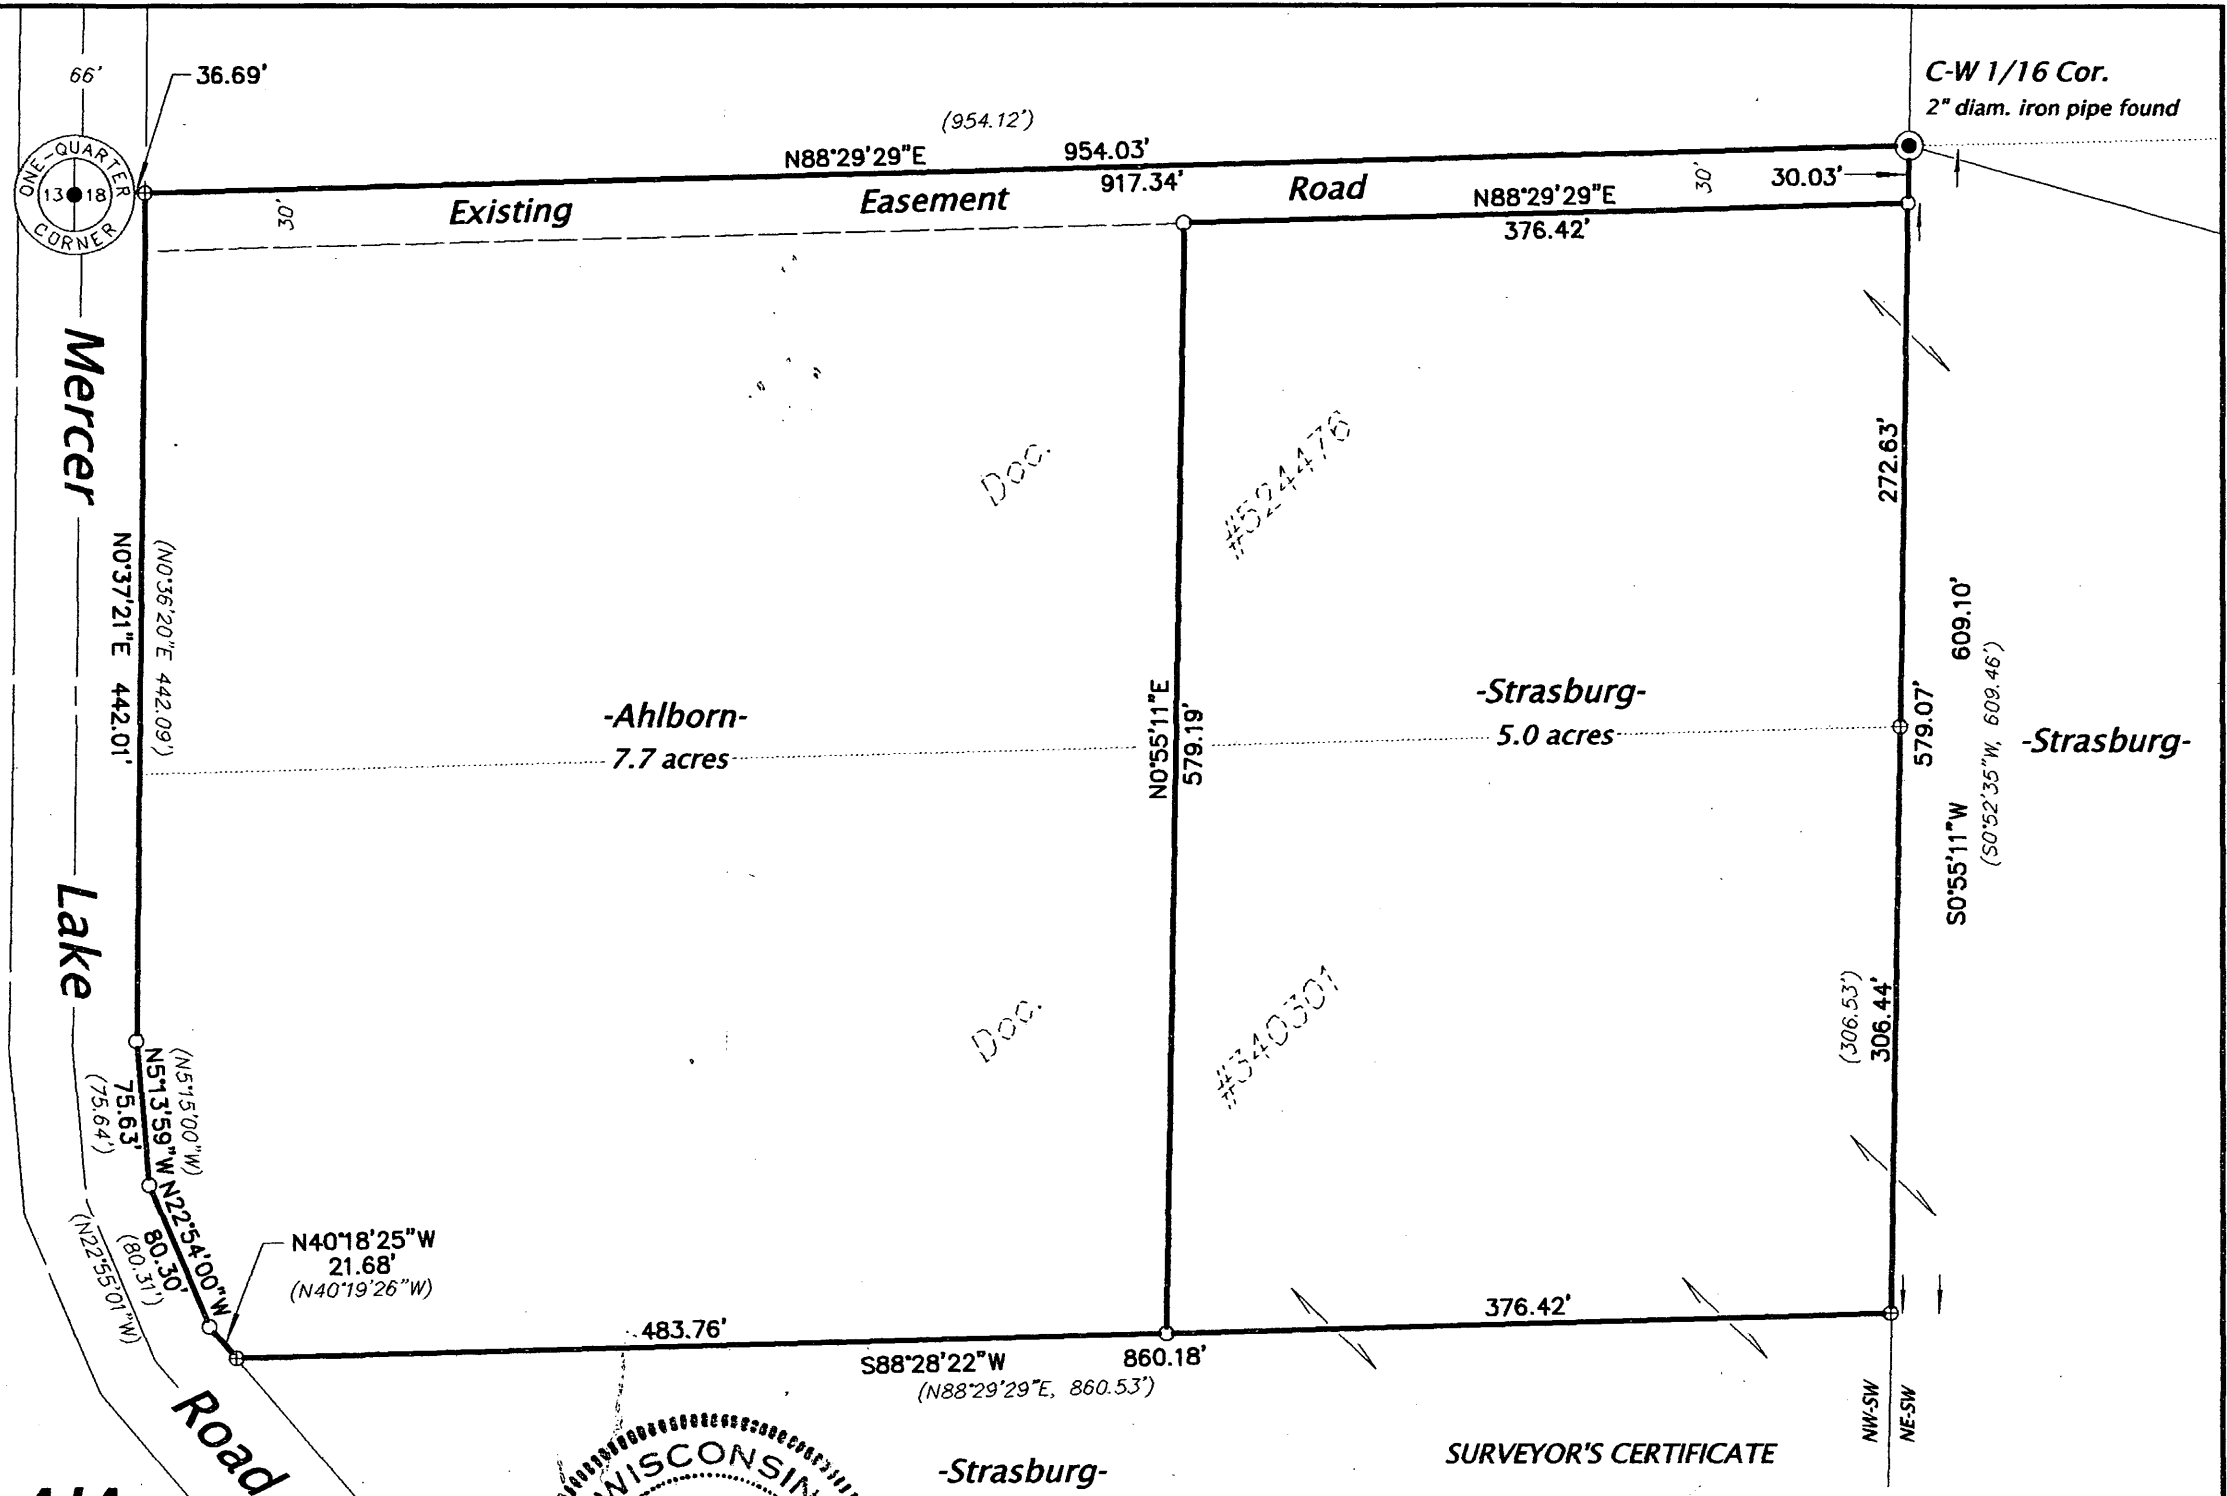 66'
36.69'
C-W 1/16 Cor.
2" diam. iron pipe found
(954.12')
N88°29'29"E 954.03'
917.34'
ONE-QUARTER
13 18
CORNER
30'
Existing Easement Road
30'
30.03'
N88°29'29"E
376.42'
Mercer
Lake
Road
N0°37'21"E 442.01'
(N0°36'20"E 442.09')
Doc. #524476
272.63'
609.10'
S0°55'11"W
(S0°52'35"W, 609.46')
579.07'
-Ahlborn-
7.7 acres
N0°55'11"E
579.19'
-Strasburg-
5.0 acres
-Strasburg-
Doc. #340301
(306.53')
306.44'
(N5°15'00"W)
N5°13'59"W
75.63'
(75.64')
N22°54'00"W
80.30'
(80.31')
(N22°55'01"W)
N40°18'25"W
21.68'
(N40°19'26"W)
483.76'
376.42'
S88°28'22"W 860.18'
(N88°29'29"E, 860.53')
NW-SW
NE-SW
WISCONSIN
-Strasburg-
SURVEYOR'S CERTIFICATE